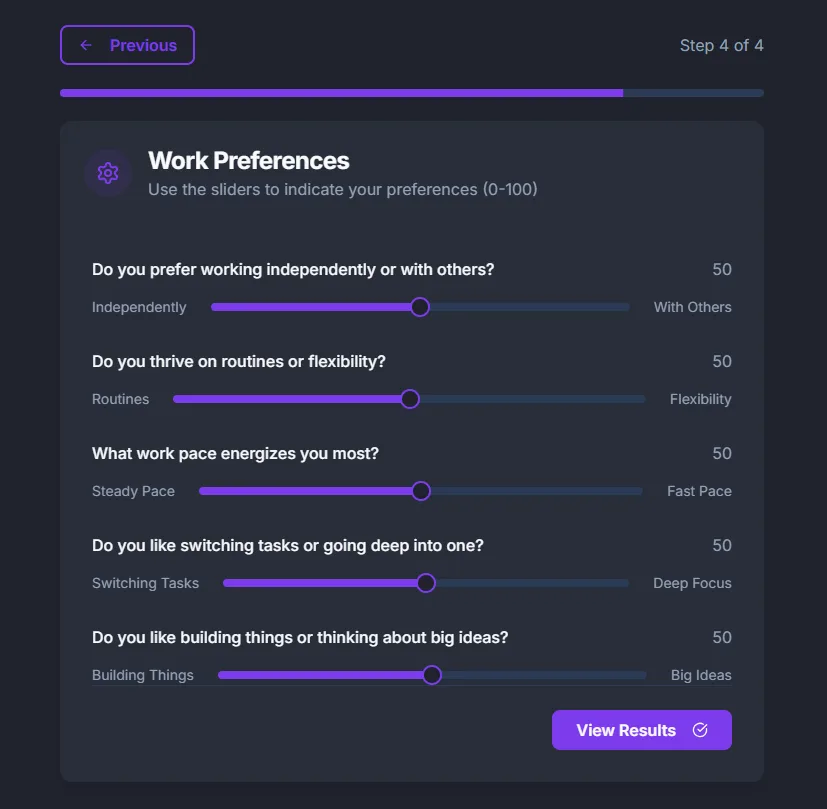 Previous
Step 4 of 4
Work Preferences
Use the sliders to indicate your preferences (0-100)
Do you prefer working independently or with others? 50
Independently With Others
Do you thrive on routines or flexibility? 50
Routines Flexibility
What work pace energizes you most? 50
Steady Pace Fast Pace
Do you like switching tasks or going deep into one? 50
Switching Tasks Deep Focus
Do you like building things or thinking about big ideas? 50
Building Things Big Ideas
View Results